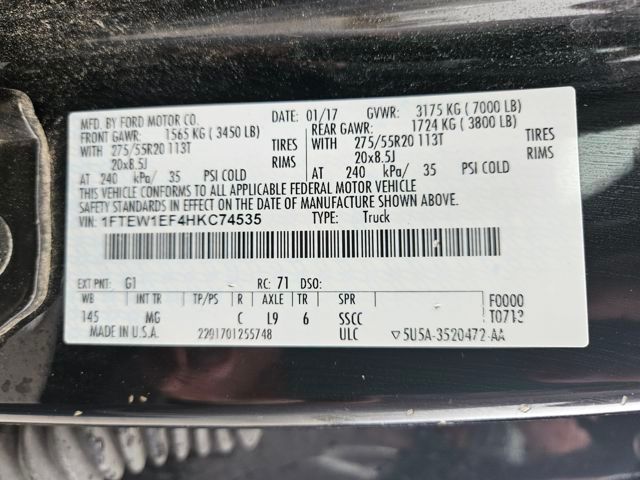 MFD. BY FORD MOTOR CO. DATE: 01/17 GVWR: 3175 KG ( 7000 LB)
FRONT GAWR: 1565 KG ( 3450 LB) REAR GAWR: 1724 KG ( 3800 LB)
WITH 275/55R20 113T TIRES WITH 275/55R20 113T TIRES
20x8.5J RIMS 20x8.5J RIMS
AT 240 kPa/ 35 PSI COLD AT 240 kPa/ 35 PSI COLD
THIS VEHICLE CONFORMS TO ALL APPLICABLE FEDERAL MOTOR VEHICLE
SAFETY STANDARDS IN EFFECT ON THE DATE OF MANUFACTURE SHOWN ABOVE.
VIN: 1FTEW1EF4HKC74535 TYPE: Truck
EXT PNT: G1 RC: 71 DSO:
WB INT TR TP/PS R AXLE TR SPR F0000
145 MG C L9 6 SSCC T0712
MADE IN U.S.A. 2291701255748 ULC ▽5U5A-3520472-AA